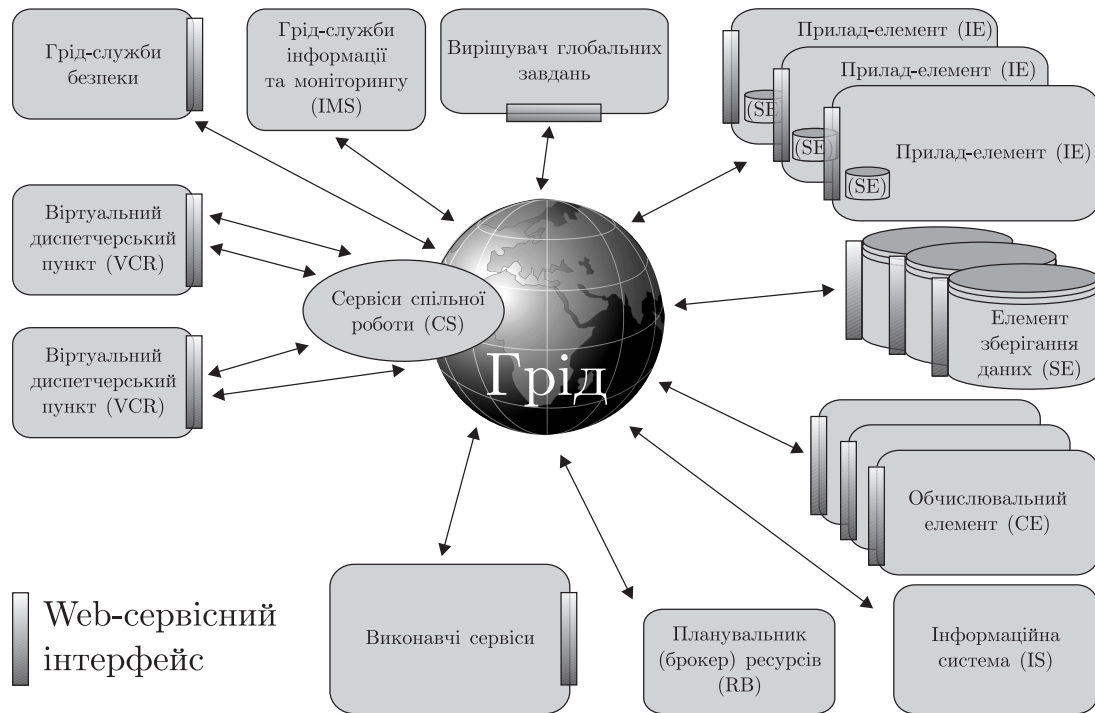 Грід-служби
безпеки
Грід-служби
інформації
та моніторингу
(IMS)
Вирішувач глобальних
завдань
Прилад-елемент (IE)
(SE)
Прилад-елемент (IE)
(SE)
Прилад-елемент (IE)
(SE)
Віртуальний
диспетчерський
пункт (VCR)
Віртуальний
диспетчерський
пункт (VCR)
Сервіси спільної
роботи (CS)
Грід
Елемент
зберігання
даних (SE)
Обчислювальний
елемент (CE)
Web-сервісний
інтерфейс
Виконавчі сервіси
Планувальник
(брокер) ресурсів
(RB)
Інформаційна
система (IS)